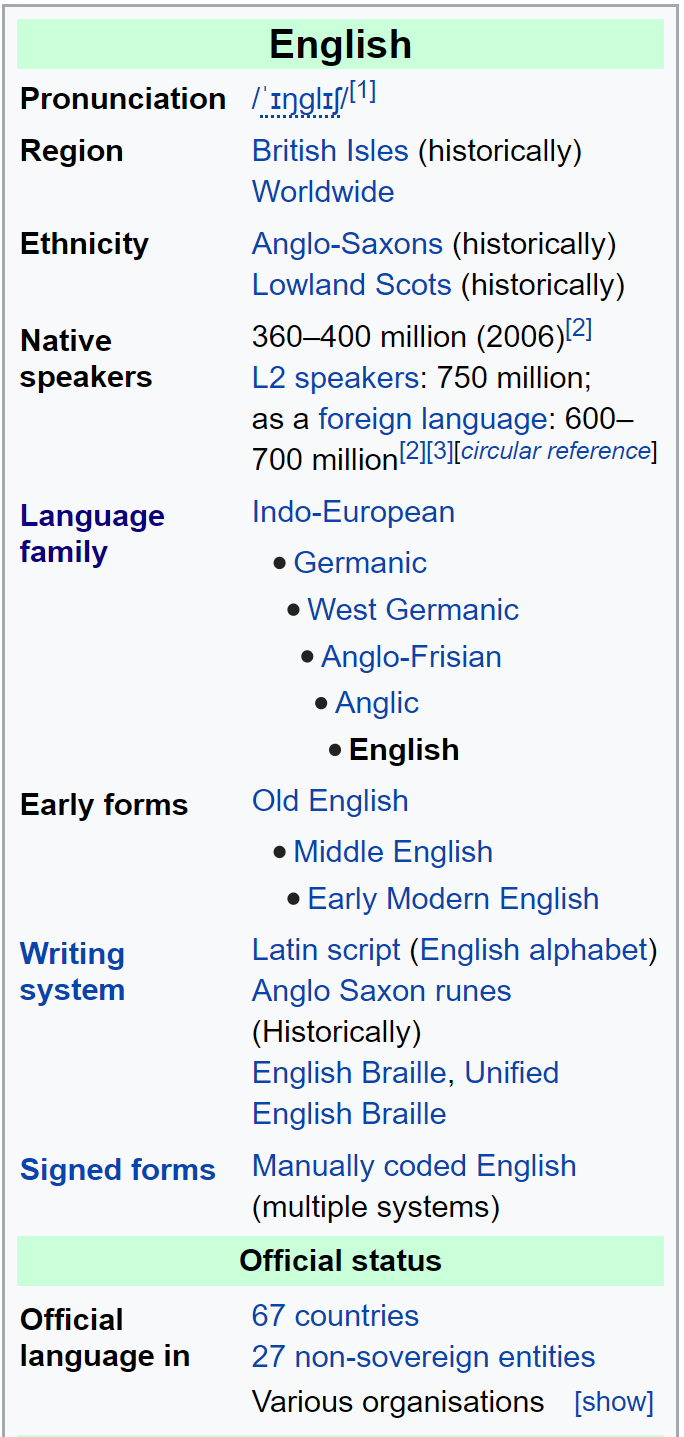 English
Pronunciation /ˈɪŋɡlɪʃ/[1]
Region British Isles (historically)
Worldwide
Ethnicity Anglo-Saxons (historically)
Lowland Scots (historically)
Native speakers 360–400 million (2006)[2]
L2 speakers: 750 million;
as a foreign language: 600–
700 million[2][3][circular reference]
Language family Indo-European
• Germanic
• West Germanic
• Anglo-Frisian
• Anglic
• English
Early forms Old English
• Middle English
• Early Modern English
Writing system Latin script (English alphabet)
Anglo Saxon runes
(Historically)
English Braille, Unified
English Braille
Signed forms Manually coded English
(multiple systems)
Official status
Official language in 67 countries
27 non-sovereign entities
Various organisations [show]